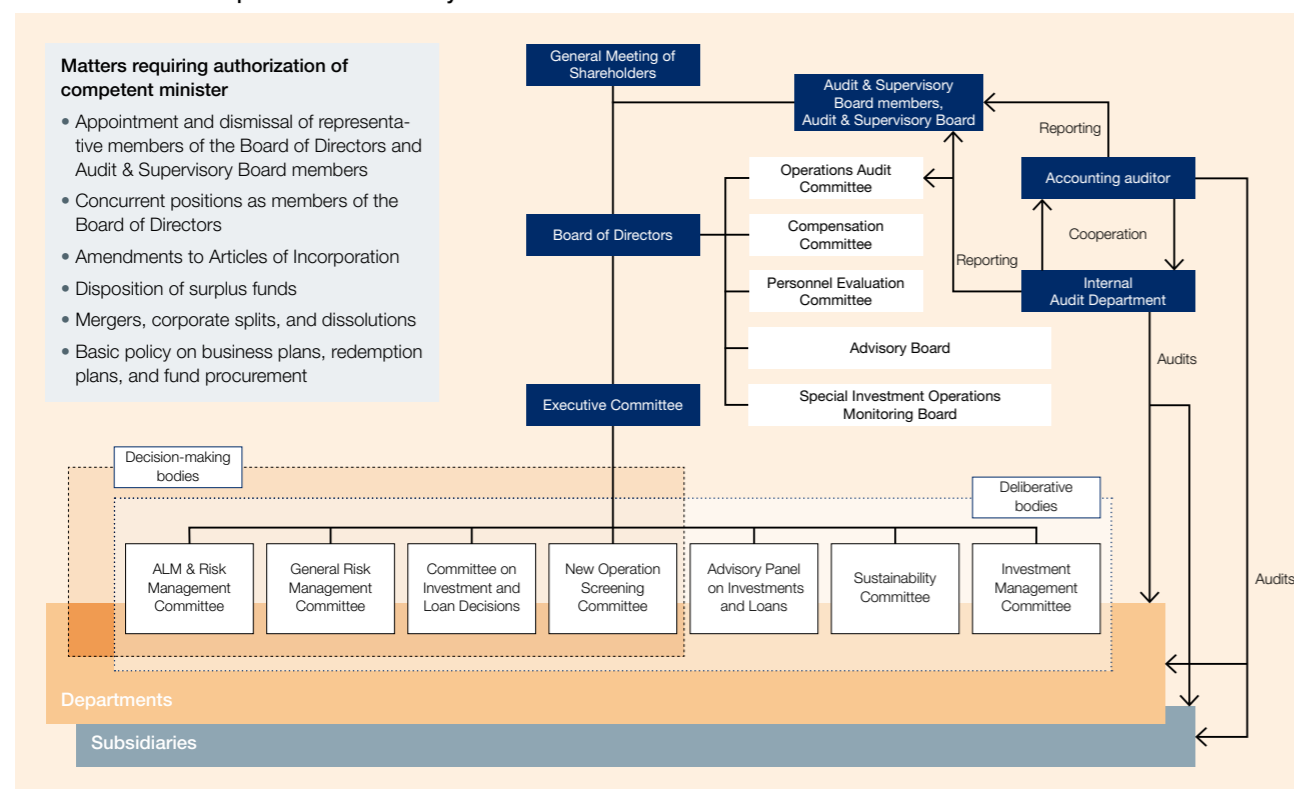 Matters requiring authorization of
competent minister
• Appointment and dismissal of representa-
tive members of the Board of Directors and
Audit & Supervisory Board members
• Concurrent positions as members of the
Board of Directors
• Amendments to Articles of Incorporation
• Disposition of surplus funds
• Mergers, corporate splits, and dissolutions
• Basic policy on business plans, redemption
plans, and fund procurement
General Meeting of
Shareholders
Audit & Supervisory
Board members,
Audit & Supervisory Board
Reporting
Operations Audit
Committee
Accounting auditor
Board of Directors
Compensation
Committee
Cooperation
Reporting
Personnel Evaluation
Committee
Internal
Audit Department
Advisory Board
Audits
Executive Committee
Special Investment Operations
Monitoring Board
Decision-making
bodies
Deliberative
bodies
ALM & Risk
Management
Committee
General Risk
Management
Committee
Committee on
Investment and
Loan Decisions
New Operation
Screening
Committee
Advisory Panel
on Investments
and Loans
Sustainability
Committee
Investment
Management
Committee
Audits
Departments
Subsidiaries